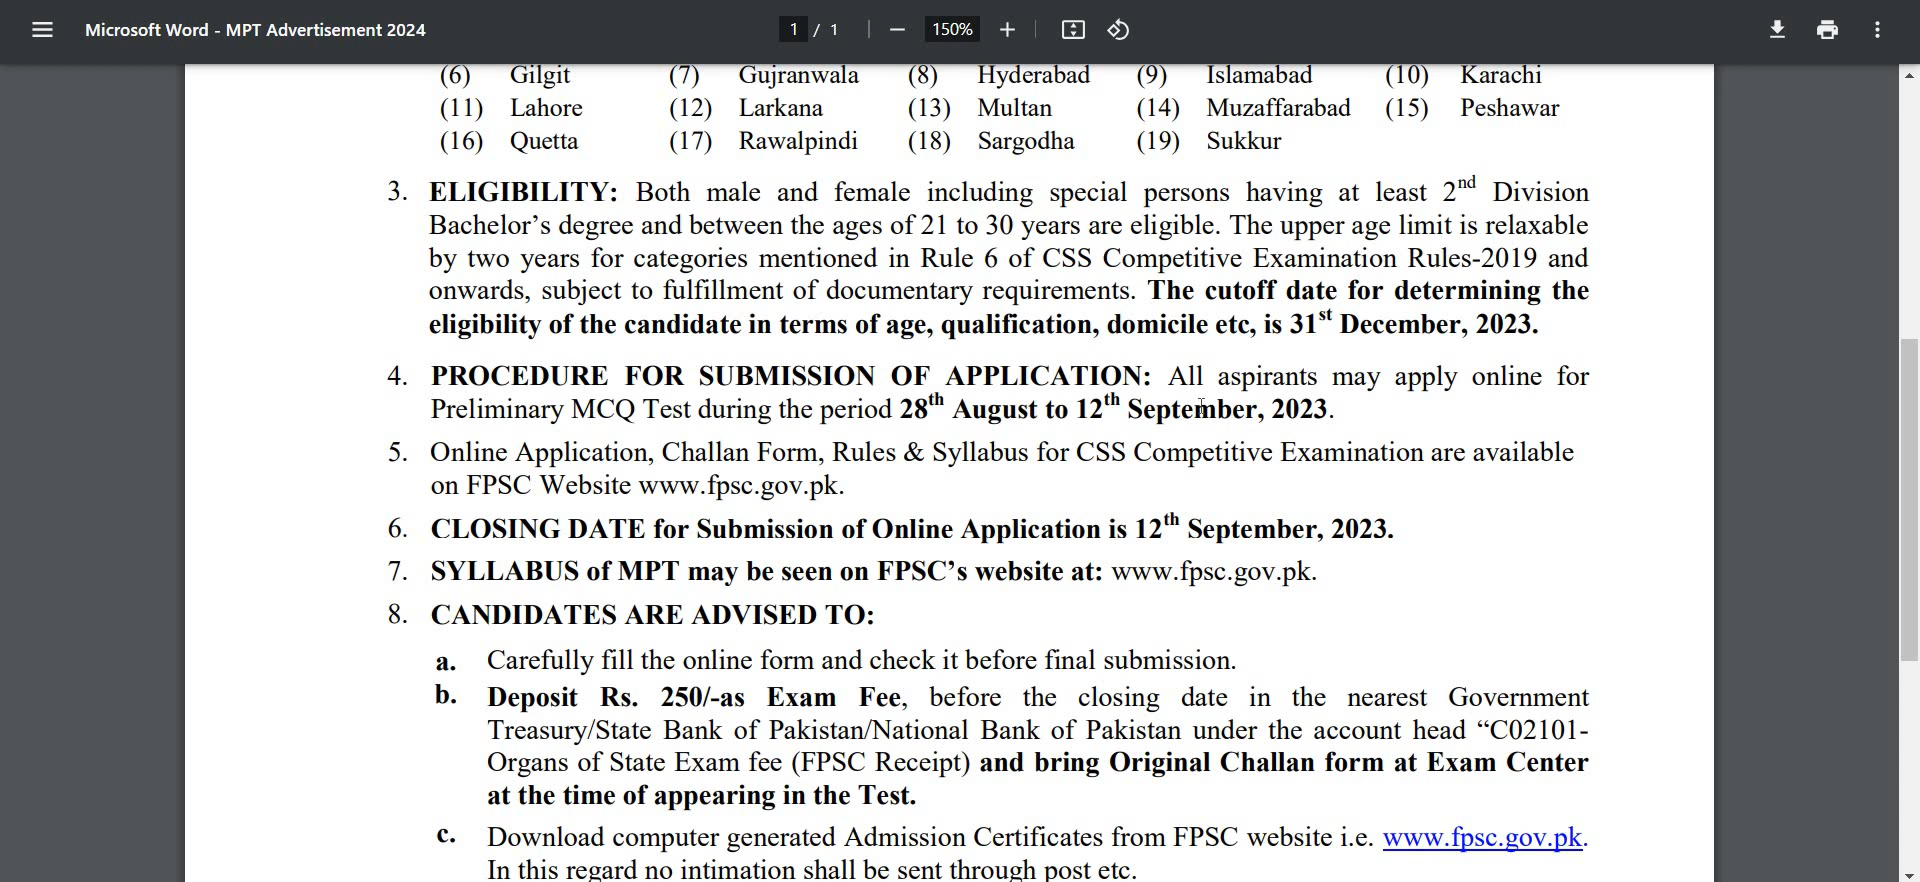 Microsoft Word - MPT Advertisement 2024
1 / 1
150%
(6) Gilgit (7) Gujranwala (8) Hyderabad (9) Islamabad (10) Karachi
(11) Lahore (12) Larkana (13) Multan (14) Muzaffarabad (15) Peshawar
(16) Quetta (17) Rawalpindi (18) Sargodha (19) Sukkur
3. ELIGIBILITY: Both male and female including special persons having at least 2nd Division
Bachelor’s degree and between the ages of 21 to 30 years are eligible. The upper age limit is relaxable
by two years for categories mentioned in Rule 6 of CSS Competitive Examination Rules-2019 and
onwards, subject to fulfillment of documentary requirements. The cutoff date for determining the
eligibility of the candidate in terms of age, qualification, domicile etc, is 31st December, 2023.
4. PROCEDURE FOR SUBMISSION OF APPLICATION: All aspirants may apply online for
Preliminary MCQ Test during the period 28th August to 12th September, 2023.
5. Online Application, Challan Form, Rules & Syllabus for CSS Competitive Examination are available
on FPSC Website www.fpsc.gov.pk.
6. CLOSING DATE for Submission of Online Application is 12th September, 2023.
7. SYLLABUS of MPT may be seen on FPSC’s website at: www.fpsc.gov.pk.
8. CANDIDATES ARE ADVISED TO:
a. Carefully fill the online form and check it before final submission.
b. Deposit Rs. 250/-as Exam Fee, before the closing date in the nearest Government
Treasury/State Bank of Pakistan/National Bank of Pakistan under the account head “C02101-
Organs of State Exam fee (FPSC Receipt) and bring Original Challan form at Exam Center
at the time of appearing in the Test.
c. Download computer generated Admission Certificates from FPSC website i.e. www.fpsc.gov.pk.
In this regard no intimation shall be sent through post etc.